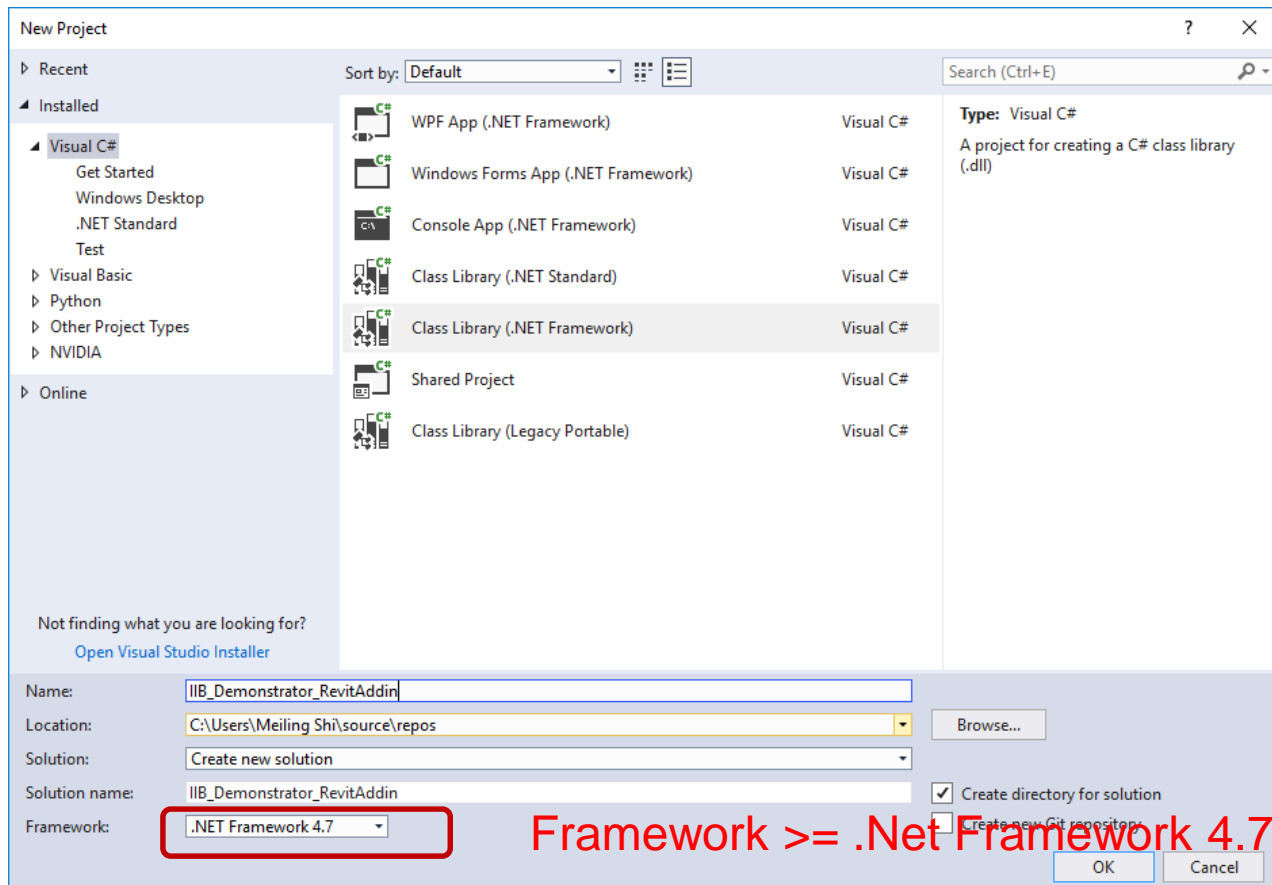 New Project
?
Recent
Installed
Visual C#
Get Started
Windows Desktop
.NET Standard
Test
Visual Basic
Python
Other Project Types
NVIDIA
Online
Not finding what you are looking for?
Open Visual Studio Installer
Sort by: Default
C# WPF App (.NET Framework) Visual C#
C# Windows Forms App (.NET Framework) Visual C#
C# C:\ Console App (.NET Framework) Visual C#
C# Class Library (.NET Standard) Visual C#
C# Class Library (.NET Framework) Visual C#
C# Shared Project Visual C#
C# Class Library (Legacy Portable) Visual C#
Search (Ctrl+E)
Type: Visual C#
A project for creating a C# class library
(.dll)
Name: IIB_Demonstrator_RevitAddin
Location: C:\Users\Meiling Shi\source\repos
Browse...
Solution: Create new solution
Solution name: IIB_Demonstrator_RevitAddin
Create directory for solution
Framework: .NET Framework 4.7
Create new Git repository
Framework >= .Net Framework 4.7
OK Cancel